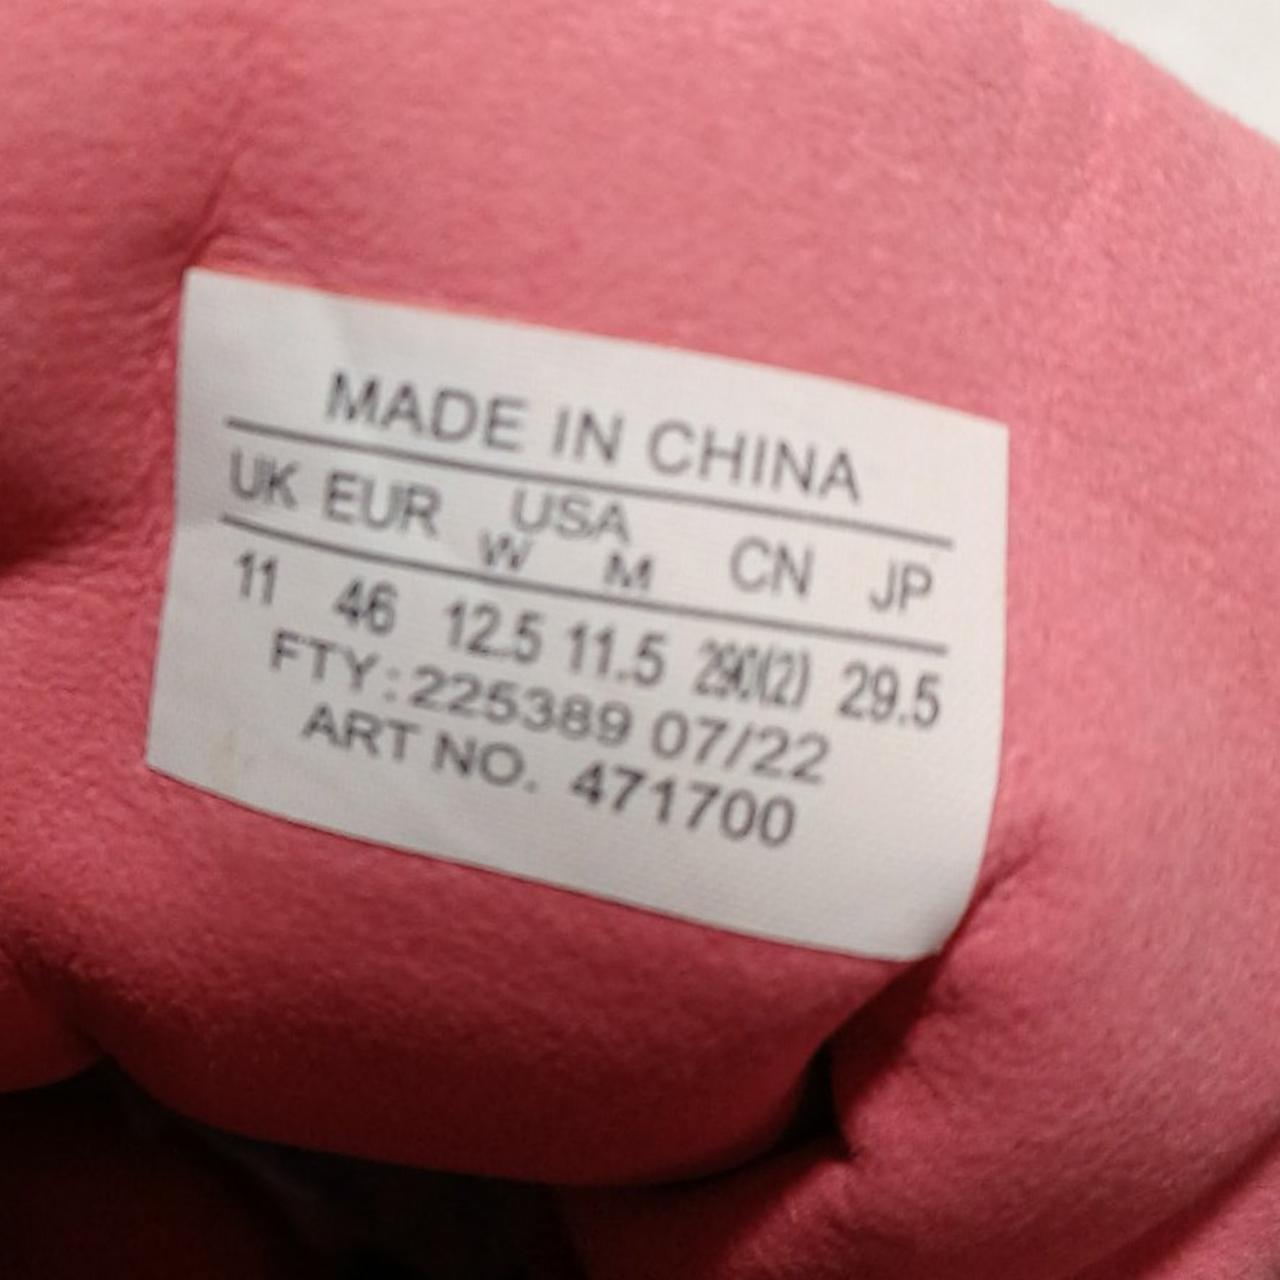 MADE IN CHINA
UK EUR USA CN JP
W M
11 46 12.5 11.5 290(2) 29.5
FTY:225389 07/22
ART NO. 471700